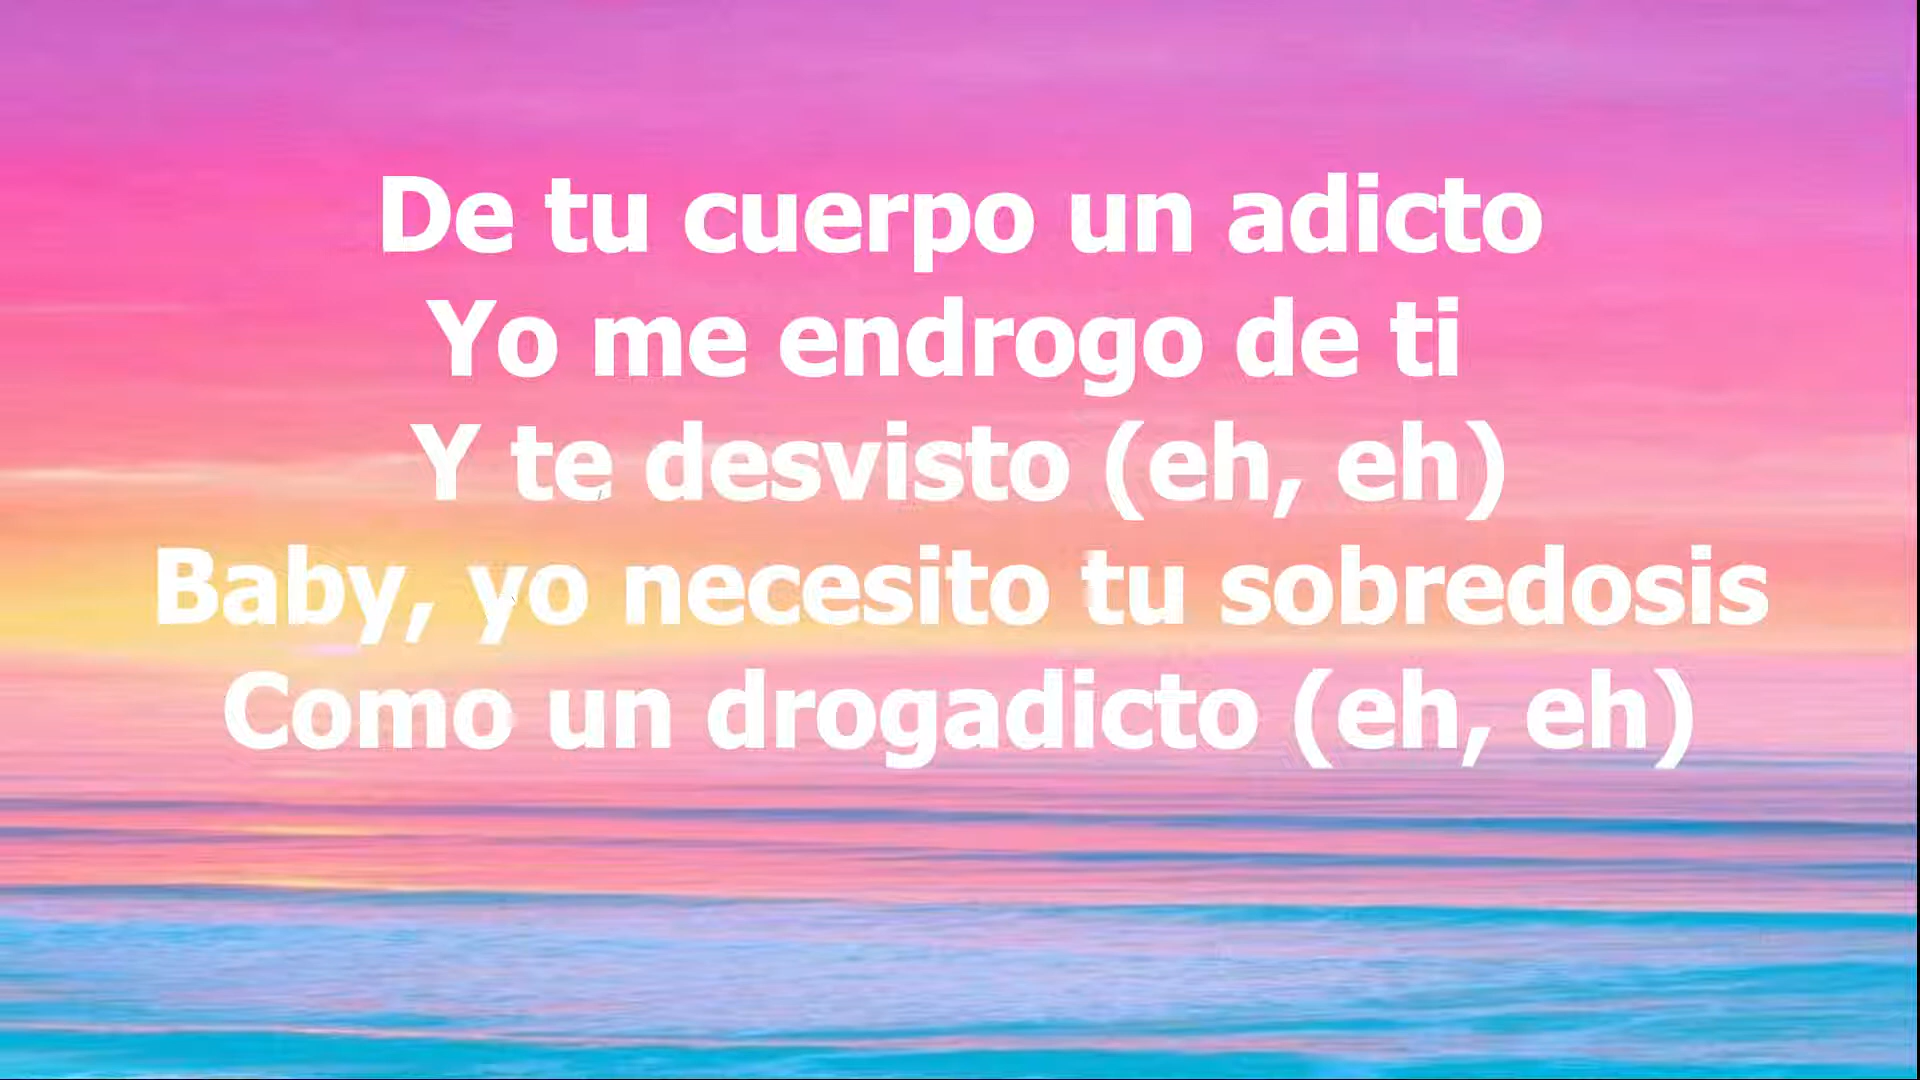 De tu cuerpo un adicto
Yo me endrogo de ti
Y te desvisto (eh, eh)
Baby, yo necesito tu sobredosis
Como un drogadicto (eh, eh)